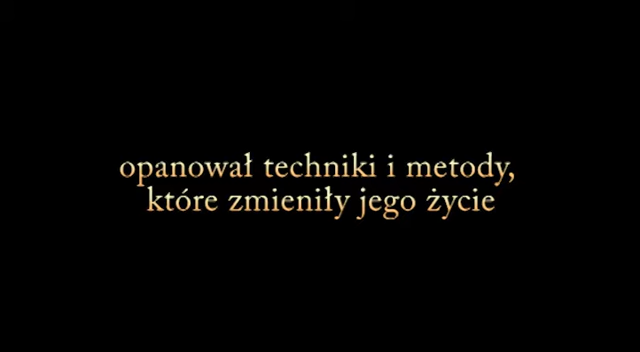 opanował techniki i metody,
które zmieniły jego życie